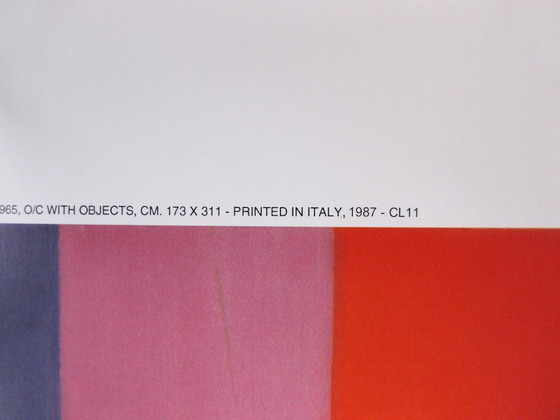 965, O/C WITH OBJECTS, CM. 173 X 311 - PRINTED IN ITALY, 1987 - CL11